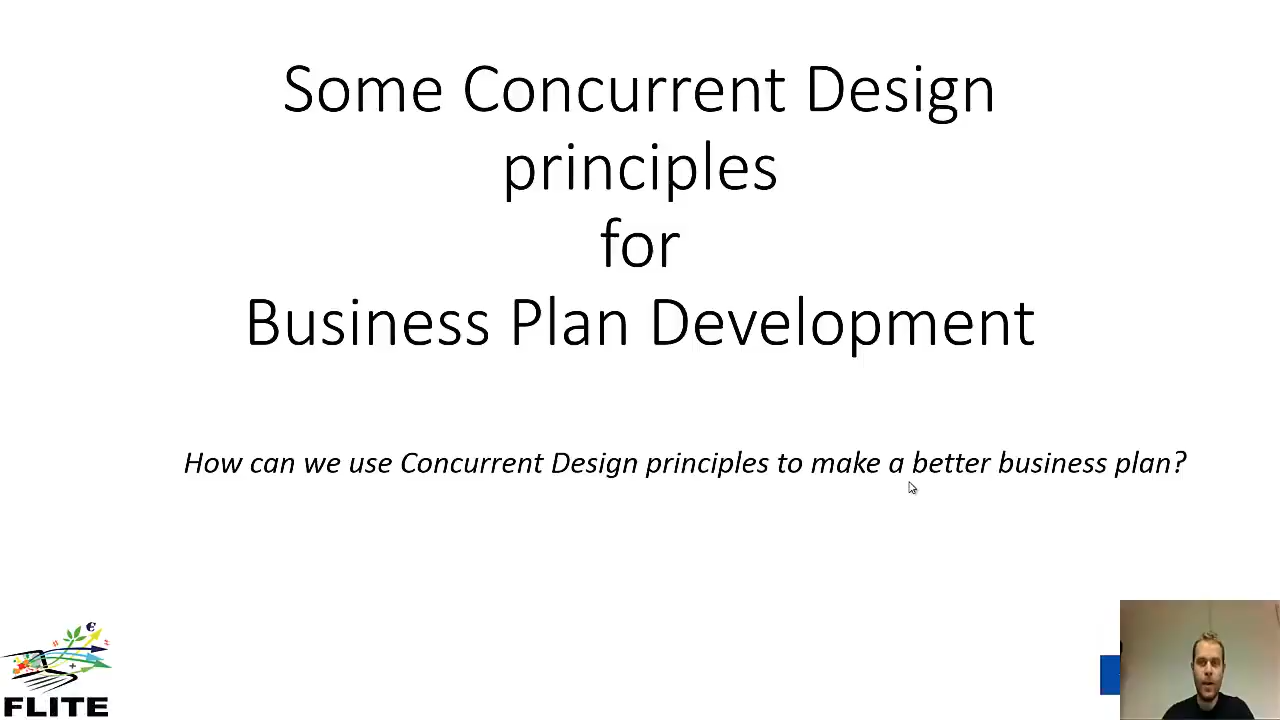 Some Concurrent Design
principles
for
Business Plan Development
How can we use Concurrent Design principles to make a better business plan?
€
FLITE